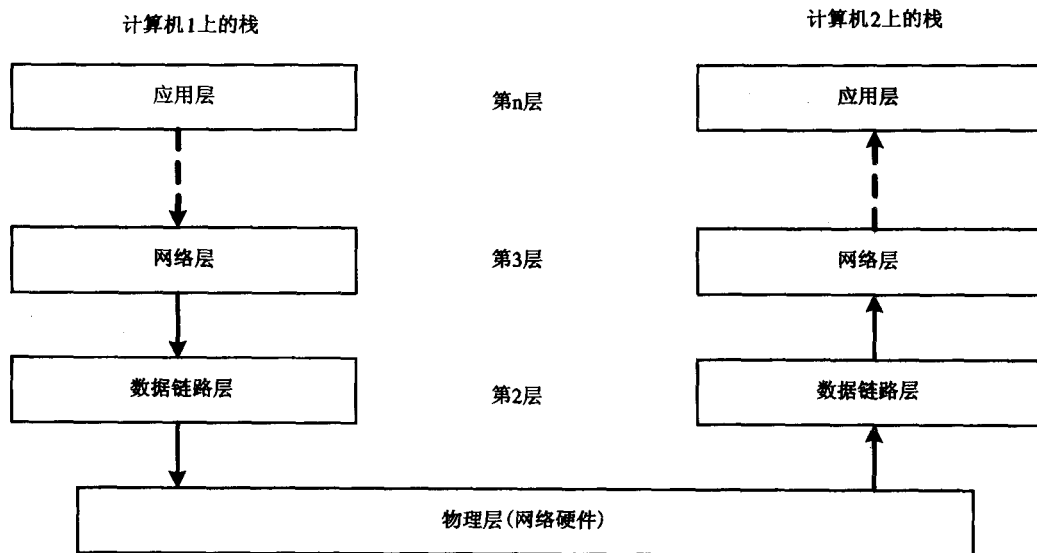 计算机1上的栈
计算机2上的栈
应用层
第n层
应用层
网络层
第3层
网络层
数据链路层
第2层
数据链路层
物理层(网络硬件)